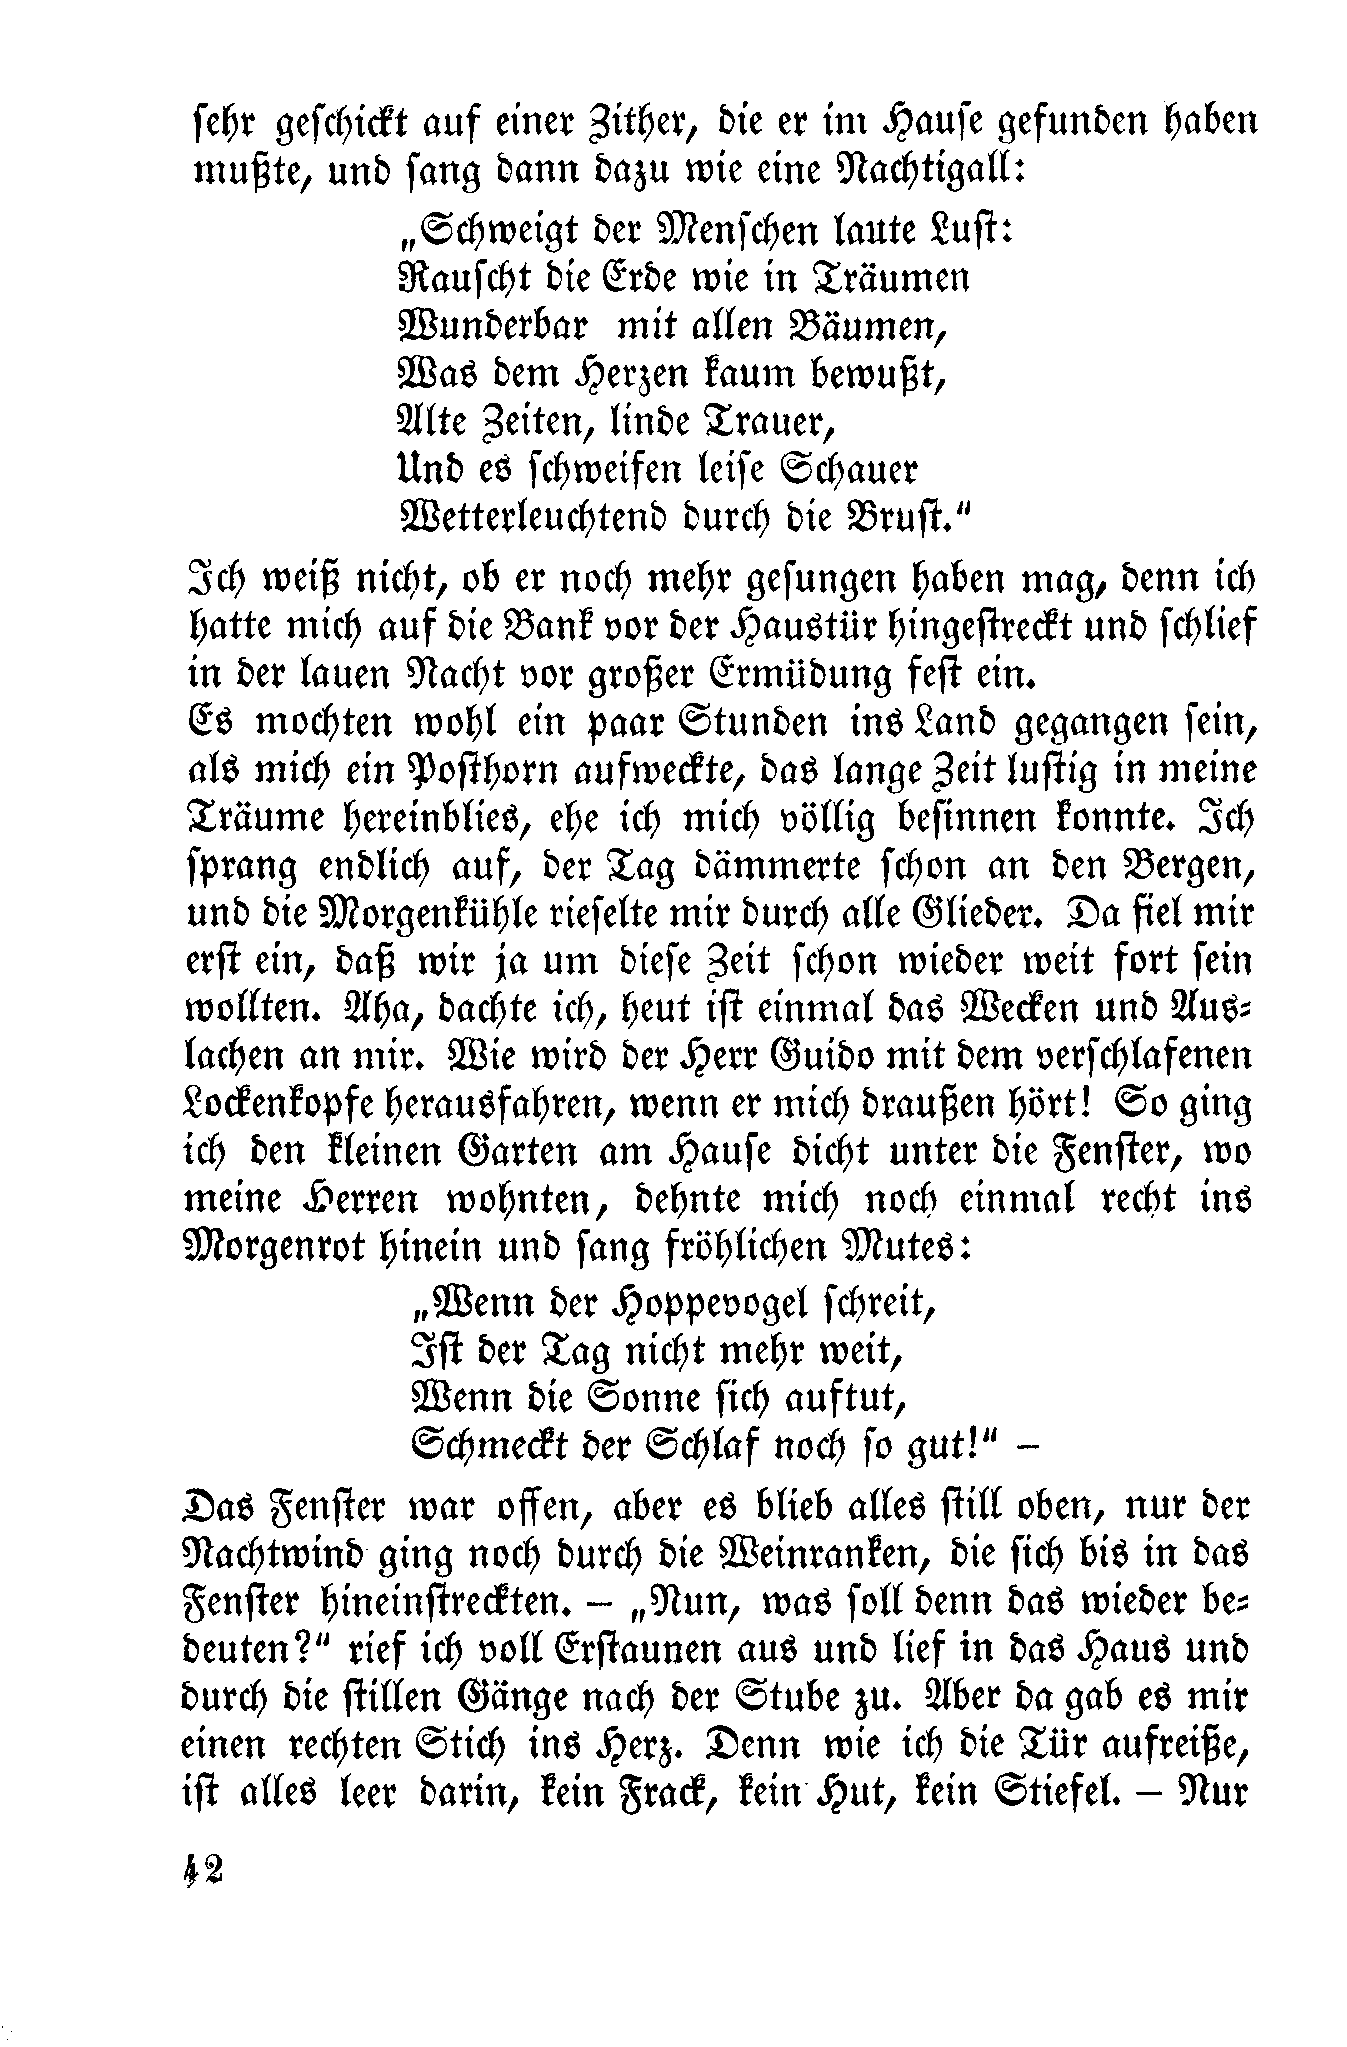 sehr geschickt auf einer Zither, die er im Hause gefunden haben
mußte, und sang dann dazu wie eine Nachtigall:
„Schweigt der Menschen laute Lust:
Rauscht die Erde wie in Träumen
Wunderbar mit allen Bäumen,
Was dem Herzen kaum bewußt,
Alte Zeiten, linde Trauer,
Und es schweifen leise Schauer
Wetterleuchtend durch die Brust.“
Ich weiß nicht, ob er noch mehr gesungen haben mag, denn ich
hatte mich auf die Bank vor der Haustür hingestreckt und schlief
in der lauen Nacht vor großer Ermüdung fest ein.
Es mochten wohl ein paar Stunden ins Land gegangen sein,
als mich ein Posthorn aufweckte, das lange Zeit lustig in meine
Träume hereinblies, ehe ich mich völlig besinnen konnte. Ich
sprang endlich auf, der Tag dämmerte schon an den Bergen,
und die Morgenkühle rieselte mir durch alle Glieder. Da fiel mir
erst ein, daß wir ja um diese Zeit schon wieder weit fort sein
wollten. Aha, dachte ich, heut ist einmal das Wecken und Aus-
lachen an mir. Wie wird der Herr Guido mit dem verschlafenen
Lockenkopfe herausfahren, wenn er mich draußen hört! So ging
ich den kleinen Garten am Hause dicht unter die Fenster, wo
meine Herren wohnten, dehnte mich noch einmal recht ins
Morgenrot hinein und sang fröhlichen Mutes:
„Wenn der Hoppevogel schreit,
Ist der Tag nicht mehr weit,
Wenn die Sonne sich auftut,
Schmeckt der Schlaf noch so gut!“ –
Das Fenster war offen, aber es blieb alles still oben, nur der
Nachtwind ging noch durch die Weinranken, die sich bis in das
Fenster hineinstreckten. – „Nun, was soll denn das wieder be-
deuten?“ rief ich voll Erstaunen aus und lief in das Haus und
durch die stillen Gänge nach der Stube zu. Aber da gab es mir
einen rechten Stich ins Herz. Denn wie ich die Tür aufreiße,
ist alles leer darin, kein Frack, kein Hut, kein Stiefel. – Nur
42